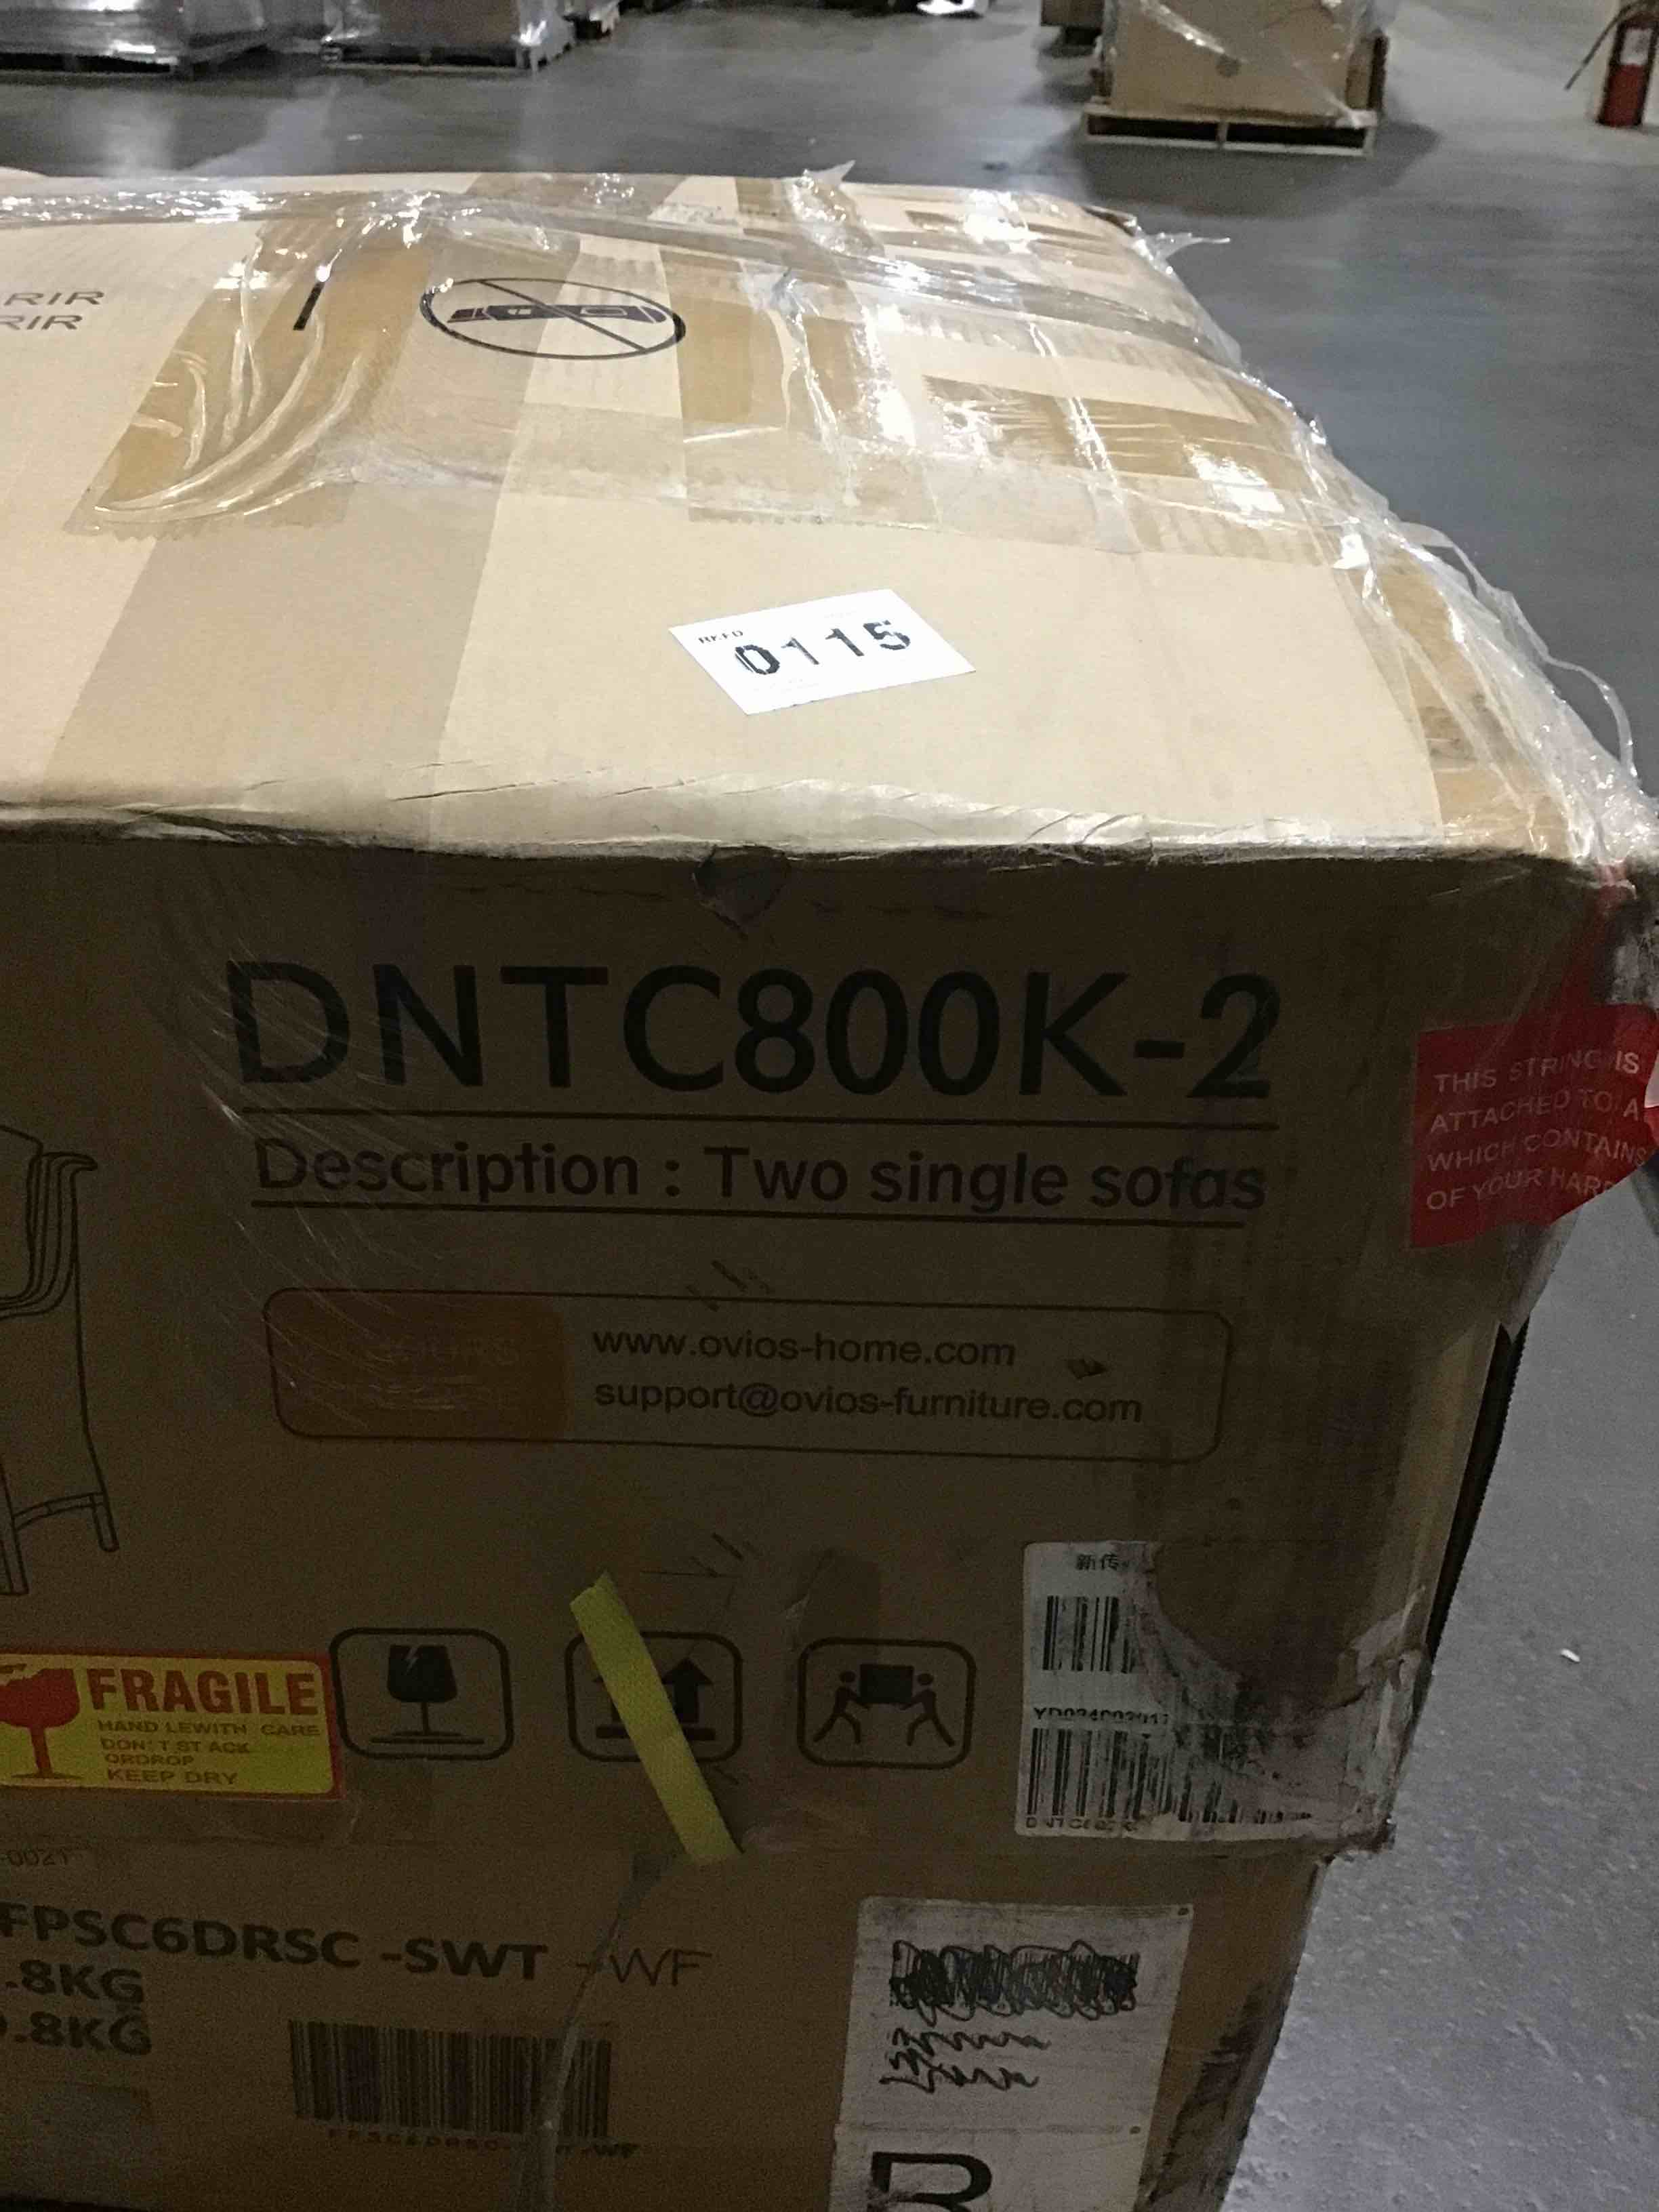 RIR
RIR
0115
DNTC800K-2
Description : Two single sofas
THIS STRING IS
ATTACHED TO A
WHICH CONTAINS
OF YOUR
www.ovios-home.com
support@ovios-furniture.com
新传
FRAGILE
HAND LEWITH CARE
DON'T ST ACK
ORDROP
KEEP DRY
-0021
FPSC6DRSC -SWT -WF
.8KG
.8KG